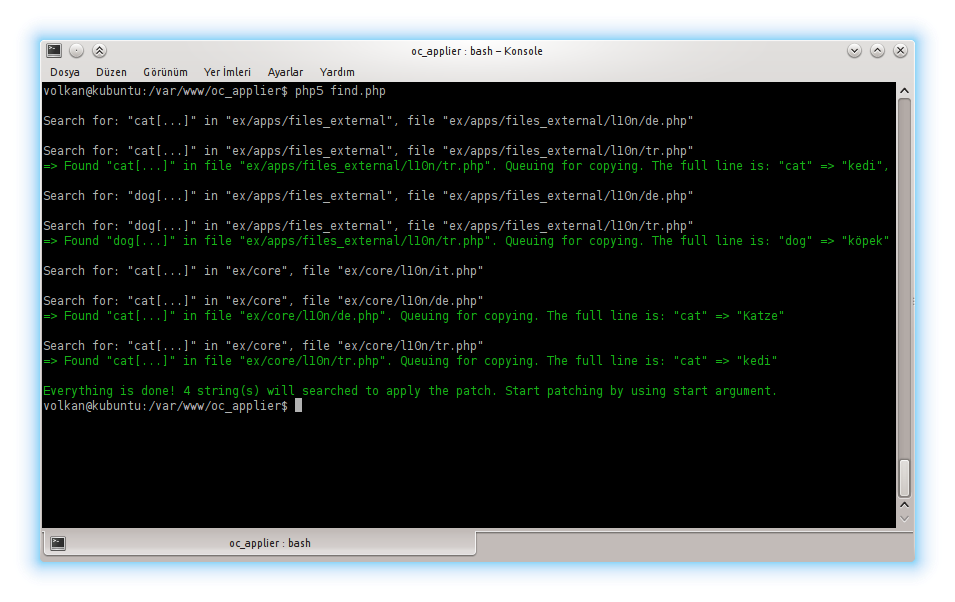 oc_applier : bash – Konsole
Dosya Düzen Görünüm Yer İmleri Ayarlar Yardım
volkan@kubuntu:/var/www/oc_applier$ php5 find.php
Search for: "cat[...]" in "ex/apps/files_external", file "ex/apps/files_external/l10n/de.php"
Search for: "cat[...]" in "ex/apps/files_external", file "ex/apps/files_external/l10n/tr.php"
=> Found "cat[...]" in file "ex/apps/files_external/l10n/tr.php". Queuing for copying. The full line is: "cat" => "kedi",
Search for: "dog[...]" in "ex/apps/files_external", file "ex/apps/files_external/l10n/de.php"
Search for: "dog[...]" in "ex/apps/files_external", file "ex/apps/files_external/l10n/tr.php"
=> Found "dog[...]" in file "ex/apps/files_external/l10n/tr.php". Queuing for copying. The full line is: "dog" => "köpek"
Search for: "cat[...]" in "ex/core", file "ex/core/l10n/it.php"
Search for: "cat[...]" in "ex/core", file "ex/core/l10n/de.php"
=> Found "cat[...]" in file "ex/core/l10n/de.php". Queuing for copying. The full line is: "cat" => "Katze"
Search for: "cat[...]" in "ex/core", file "ex/core/l10n/tr.php"
=> Found "cat[...]" in file "ex/core/l10n/tr.php". Queuing for copying. The full line is: "cat" => "kedi"
Everything is done! 4 string(s) will searched to apply the patch. Start patching by using start argument.
volkan@kubuntu:/var/www/oc_applier$
oc_applier : bash